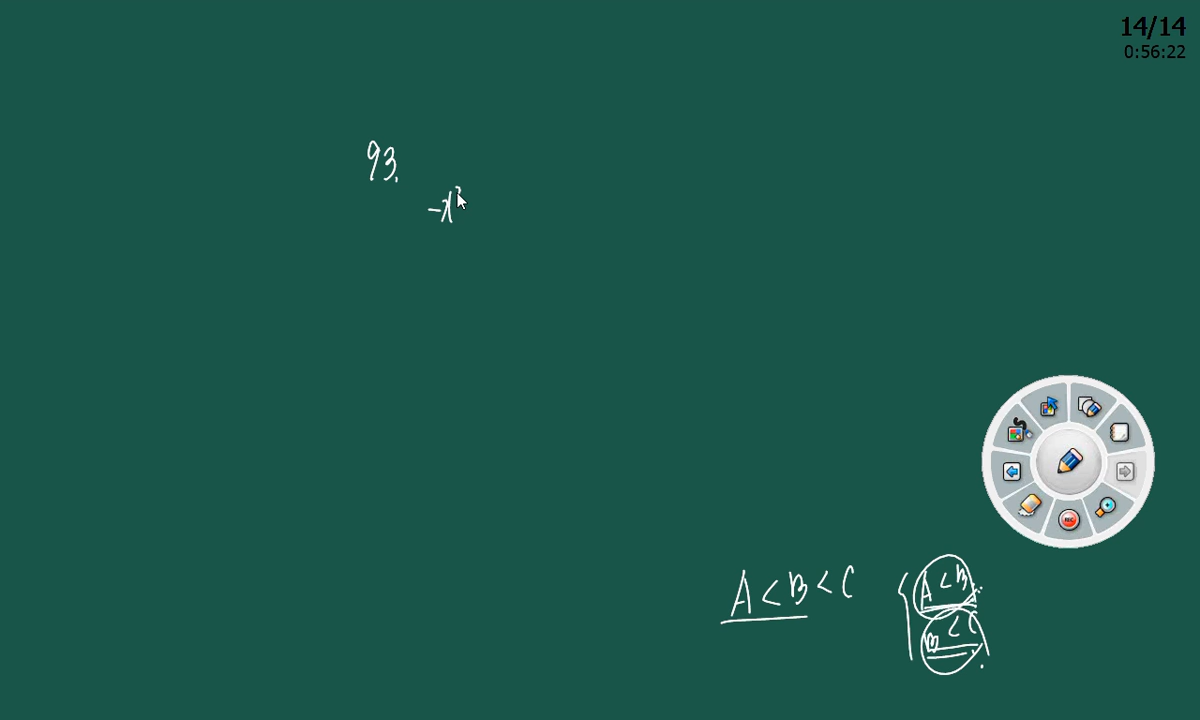 14/14
0:56:22
93.
-x²
A < B < C
A < B
B < C